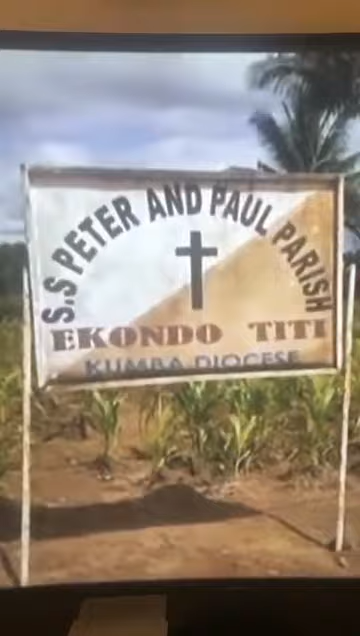 S.S PETER AND PAUL PARISH
EKONDO TITI
KUMBA DIOCESE